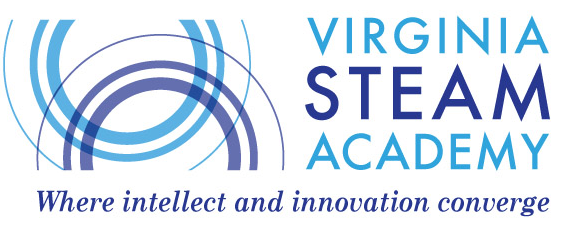 VIRGINIA
STEAM
ACADEMY
Where intellect and innovation converge